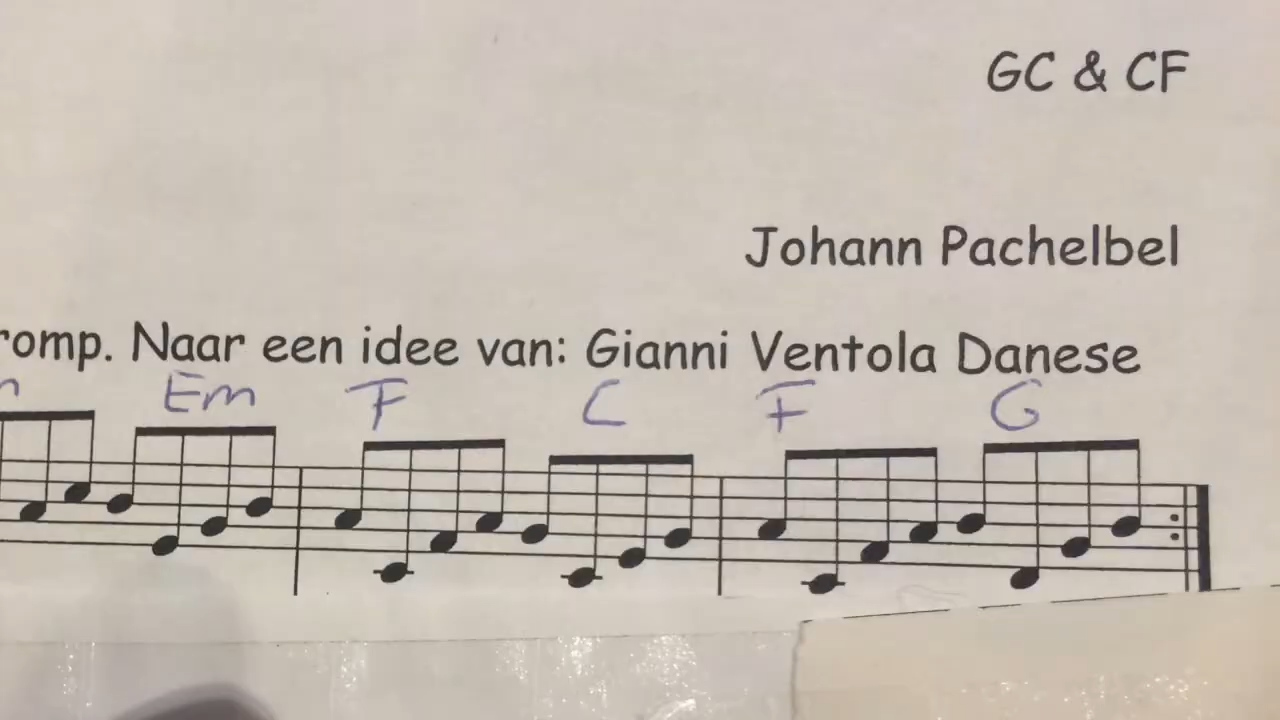 GC & CF
Johann Pachelbel
romp. Naar een idee van: Gianni Ventola Danese
Em F C F G